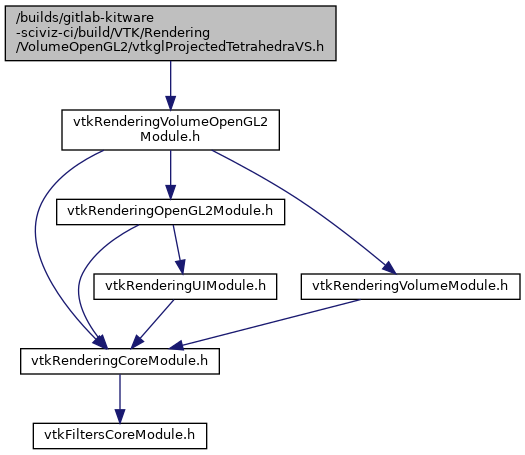 /builds/gitlab-kitware
-sciviz-ci/build/VTK/Rendering
/VolumeOpenGL2/vtkglProjectedTetrahedraVS.h
vtkRenderingVolumeOpenGL2
Module.h
vtkRenderingOpenGL2Module.h
vtkRenderingUIModule.h
vtkRenderingVolumeModule.h
vtkRenderingCoreModule.h
vtkFiltersCoreModule.h